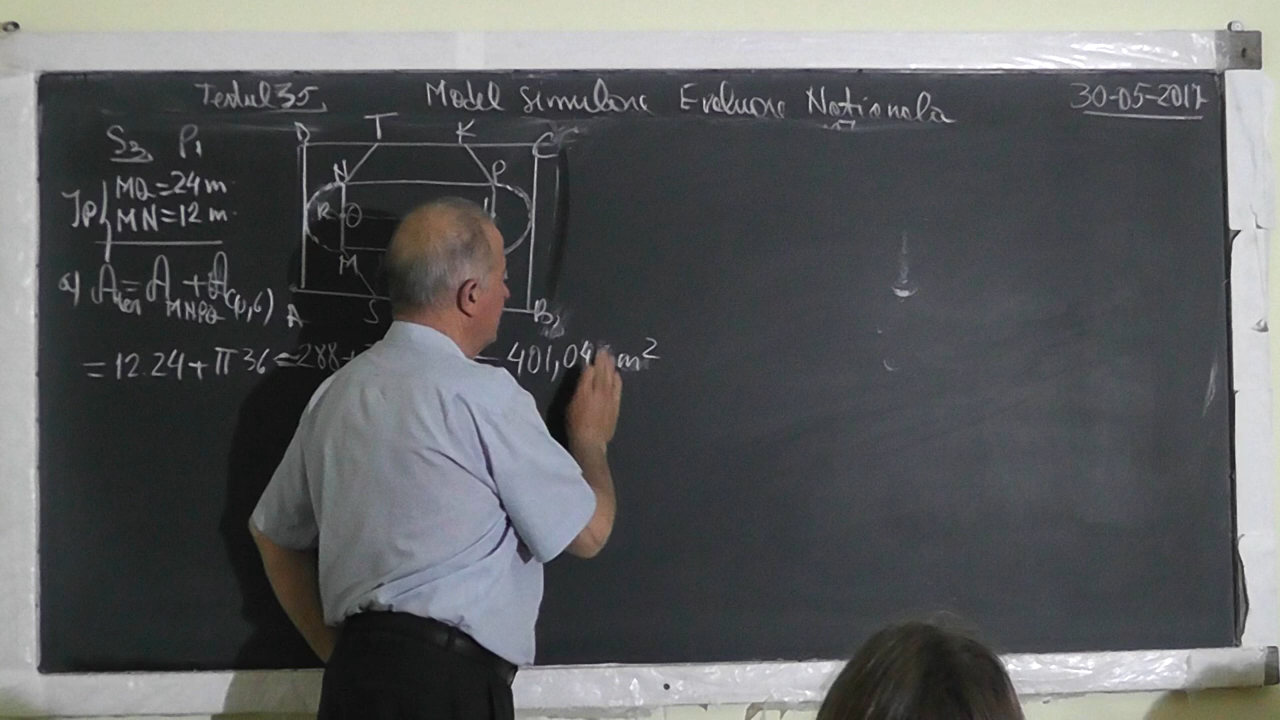 Testul 35 Model Simulare Evaluare Nationala 30-05-2017
S3 P1
D T K C
MQ=24 m
N P
Ip MN=12 m
R O
M
a) A = A MNPQ + A C(p,6)
A S B
=12.24+π36=288+ = 401,04 m²